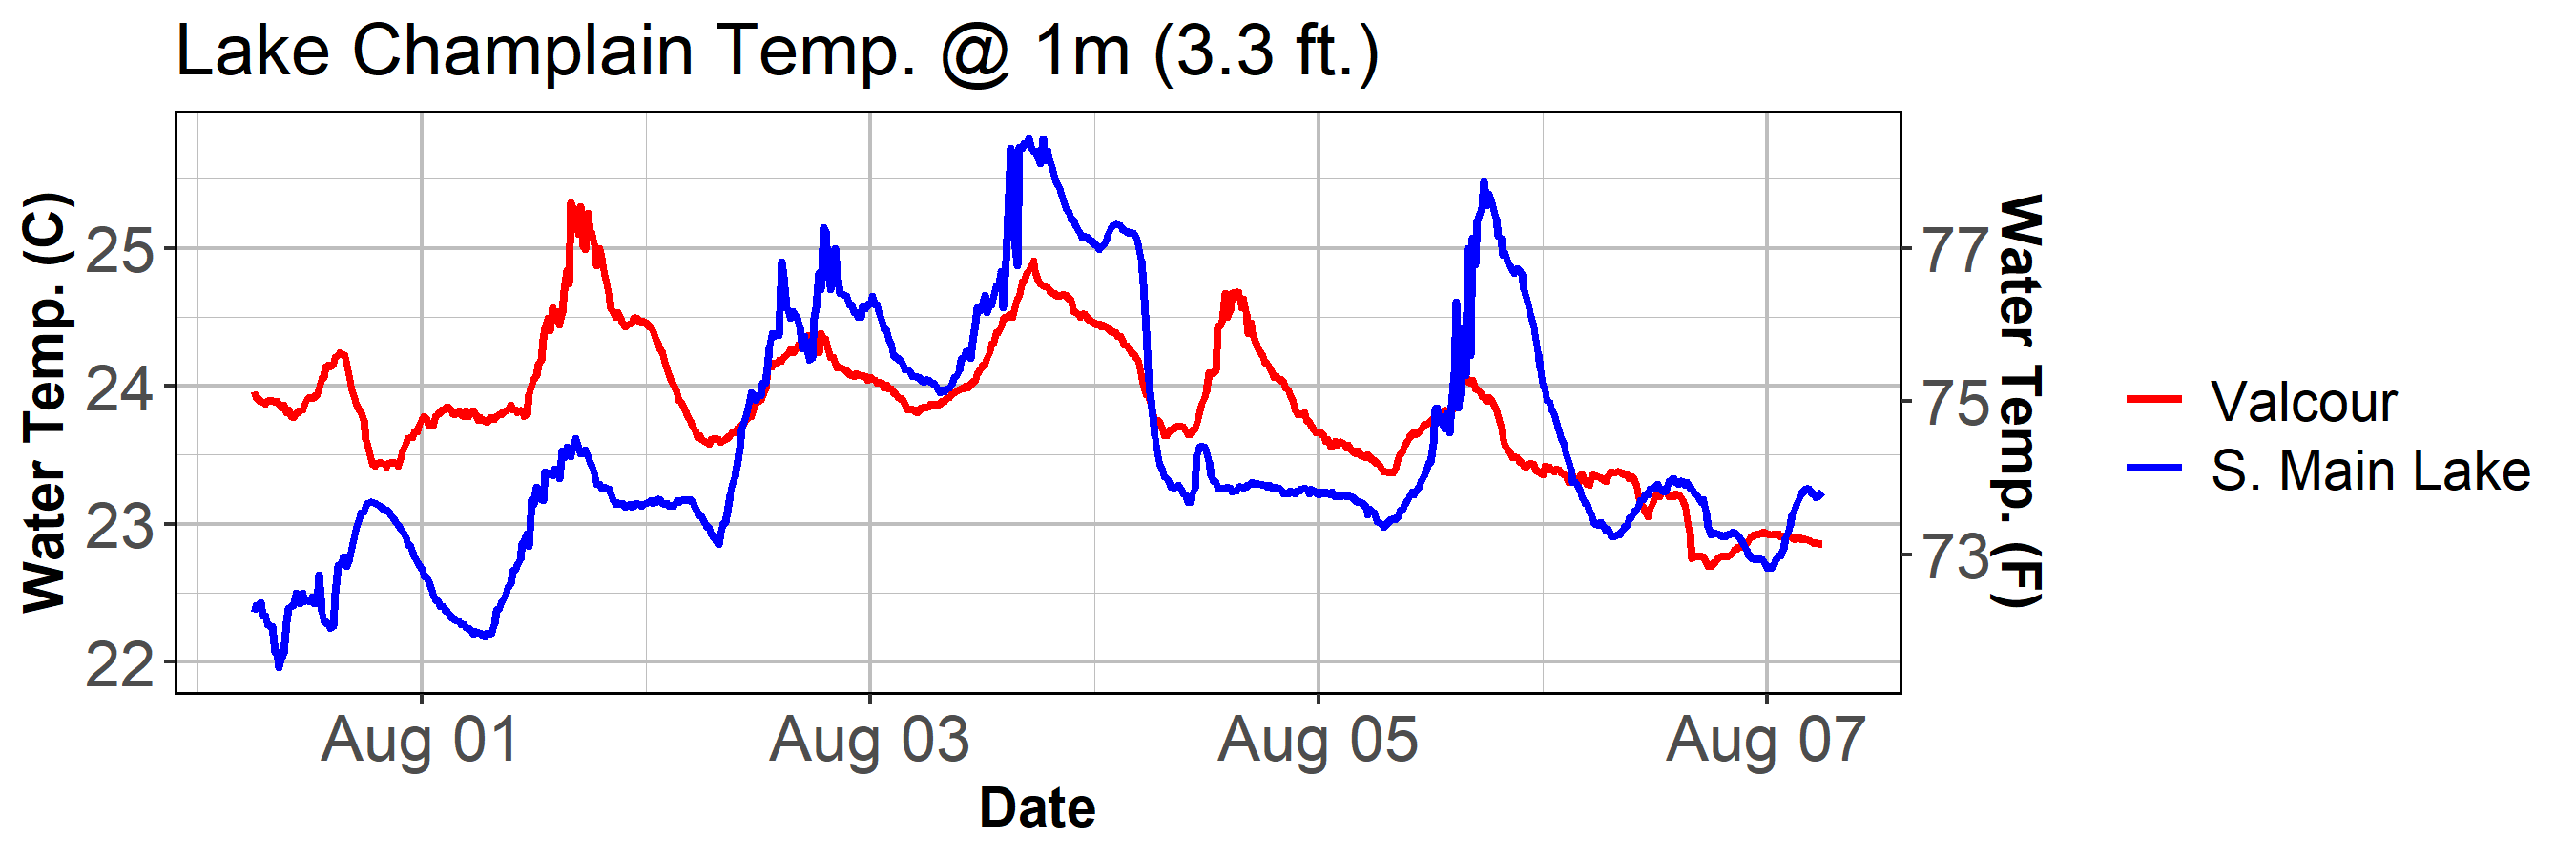 Lake Champlain Temp. @ 1m (3.3 ft.)
Water Temp. (C)
25
24
23
22
77
75
73
Water Temp. (F)
Aug 01
Aug 03
Aug 05
Aug 07
Date
Valcour
S. Main Lake